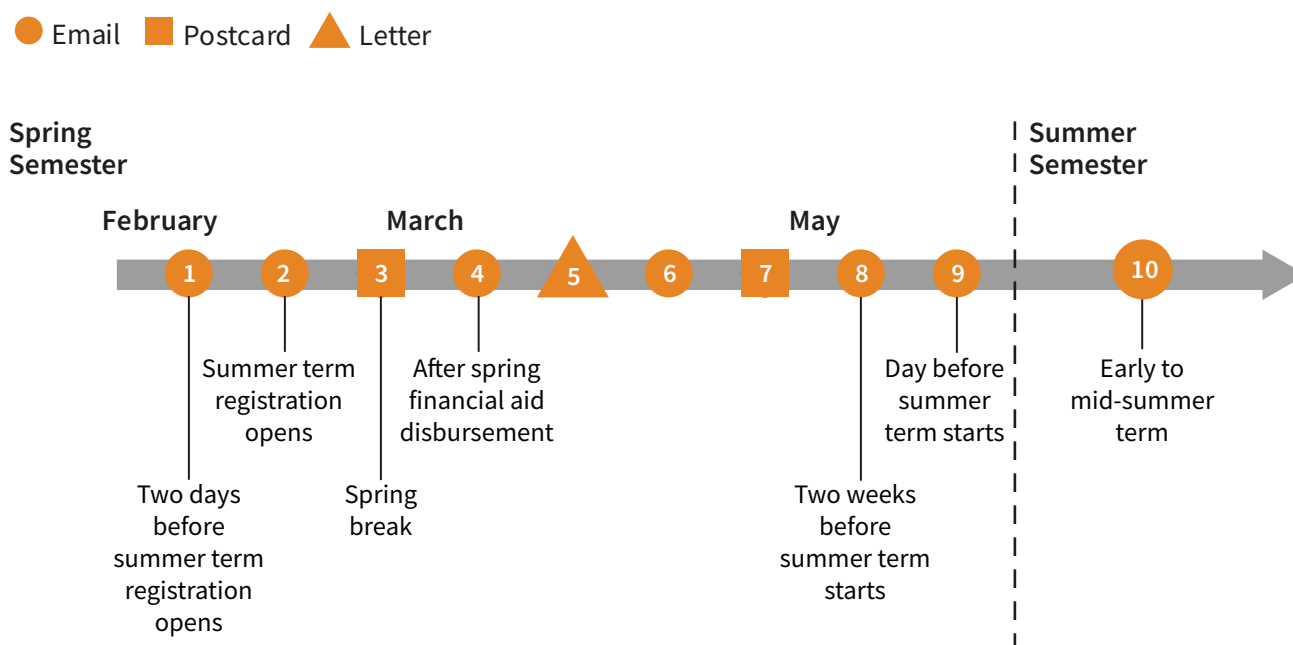 Email Postcard Letter
Spring
Semester
Summer
Semester
February March May
1 2 3 4 5 6 7 8 9 10
Summer term
registration
opens
After spring
financial aid
disbursement
Day before
summer
term starts
Early to
mid-summer
term
Two days
before
summer term
registration
opens
Spring
break
Two weeks
before
summer term
starts